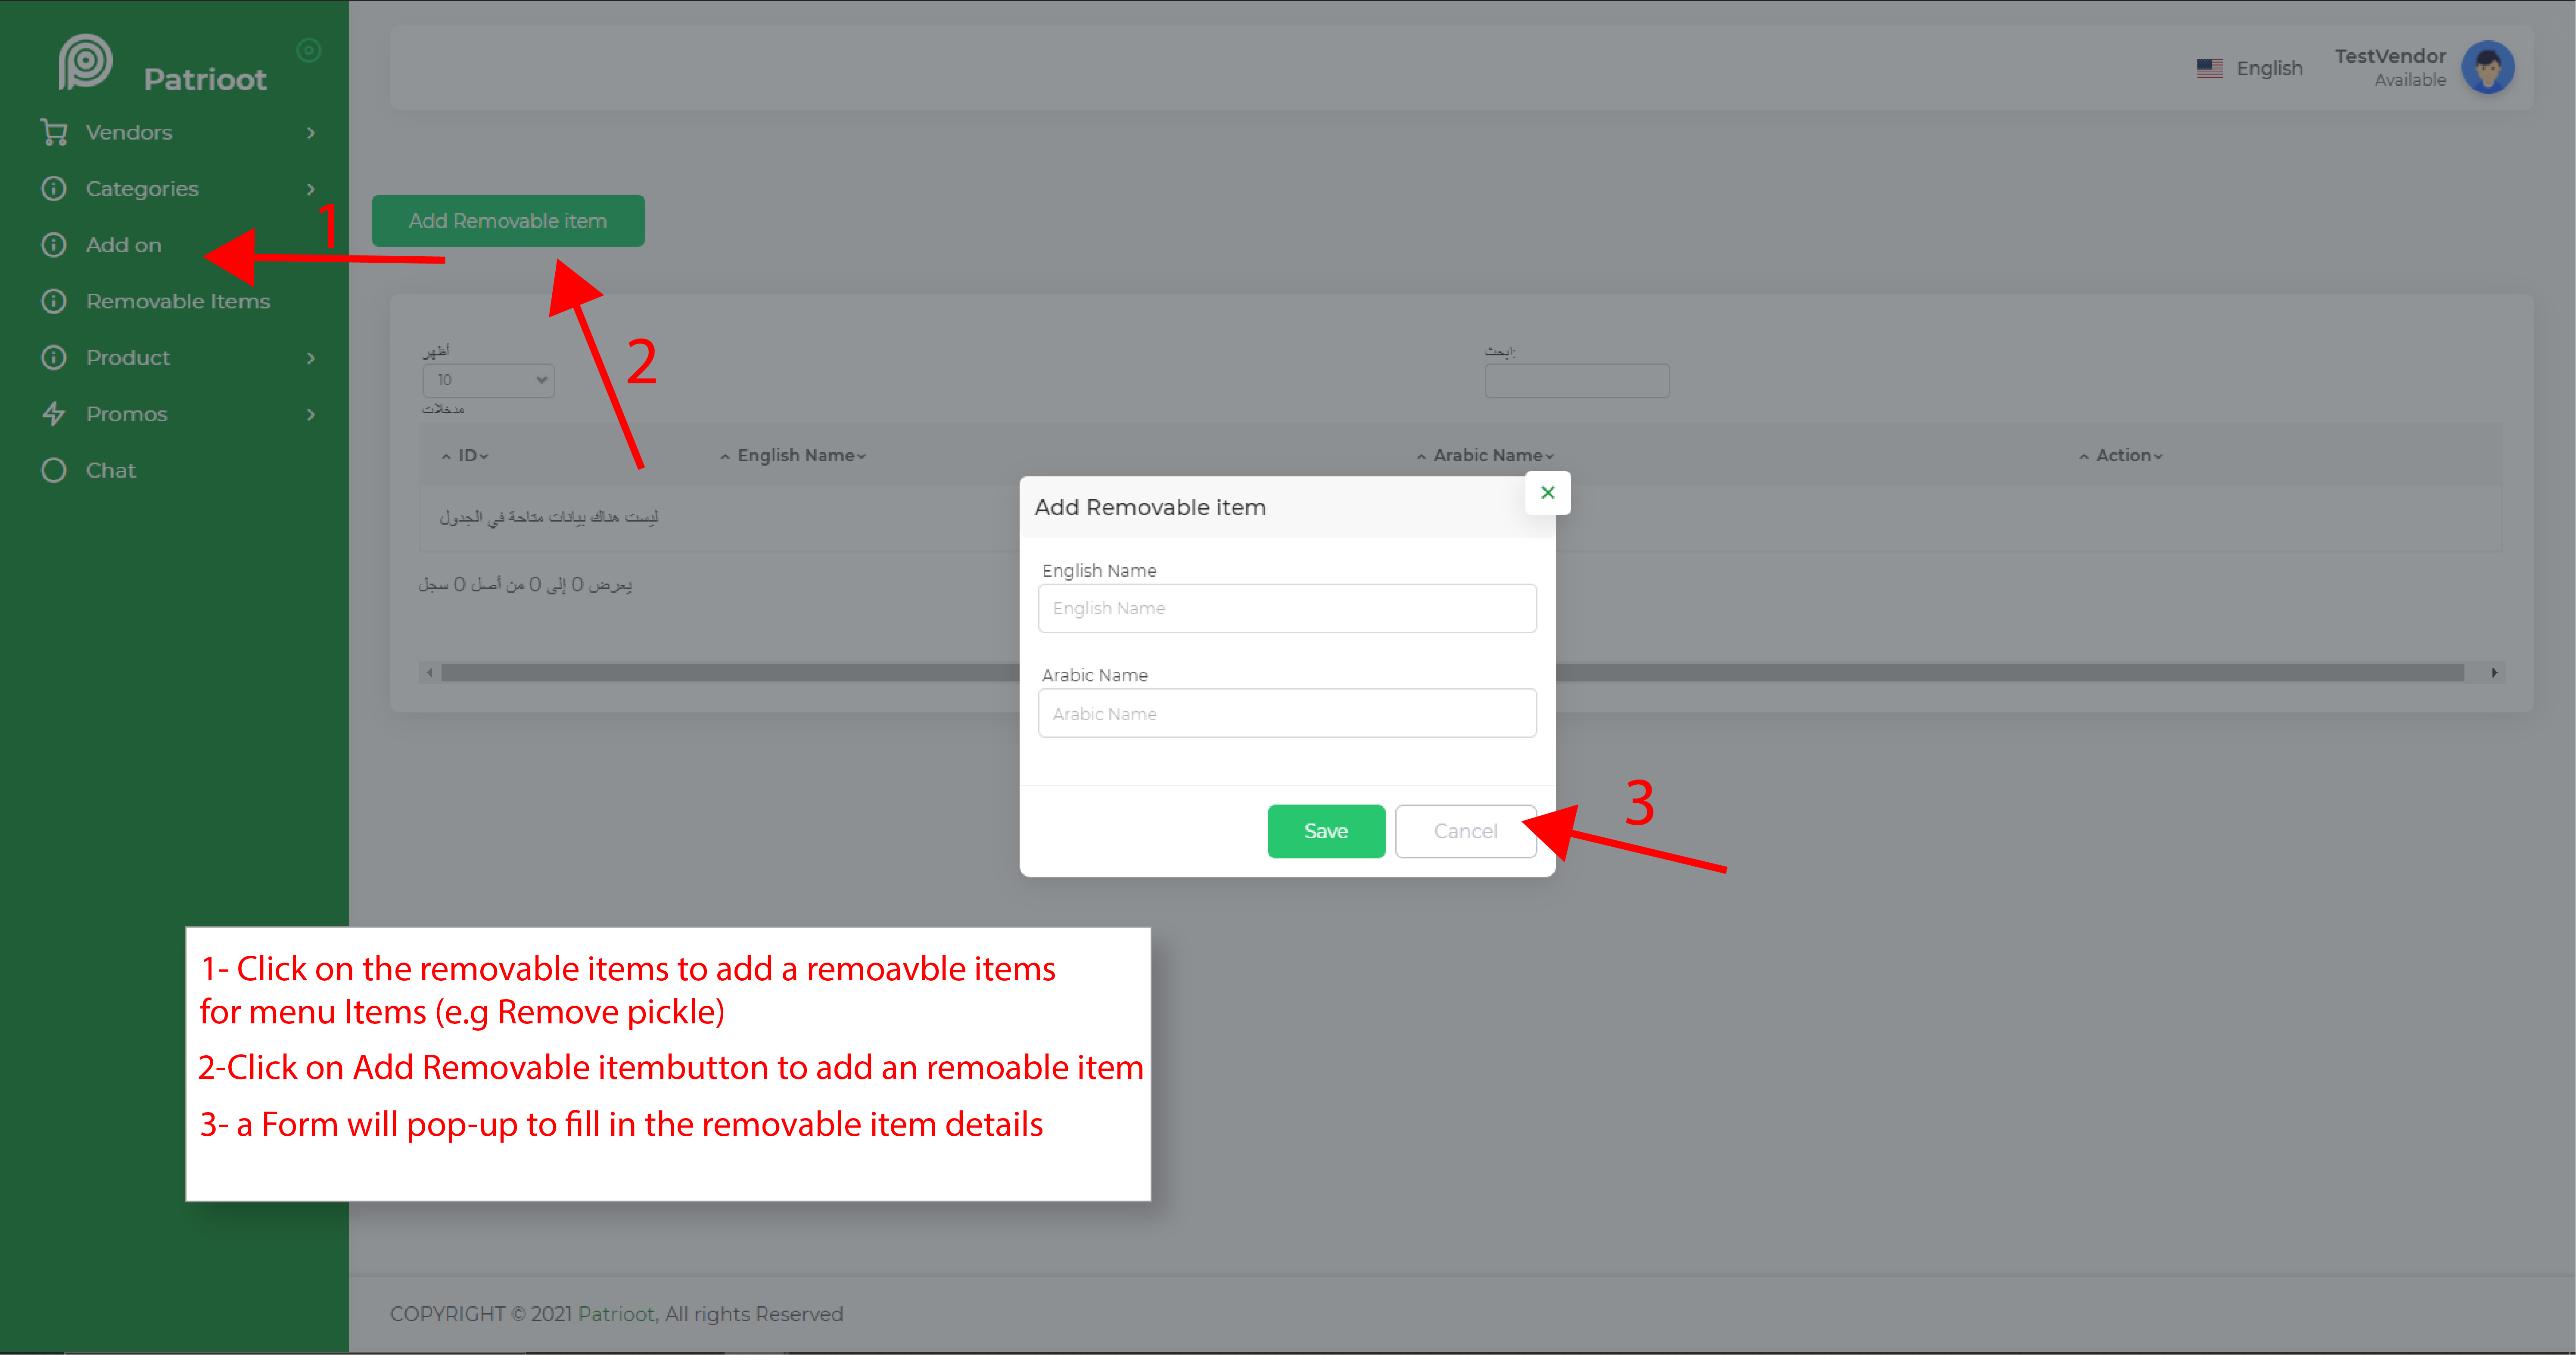 Patrioot
Vendors
Categories
Add on
Removable Items
Product
Promos
Chat
English
TestVendor
Available
Add Removable item
1
2
أظهر
10
مدخلات
ابحث:
ID
English Name
Arabic Name
Action
ليست هناك بيانات متاحة في الجدول
يعرض 0 إلى 0 من أصل 0 سجل
Add Removable item
English Name
English Name
Arabic Name
Arabic Name
Save
Cancel
3
1- Click on the removable items to add a remoavble items
for menu Items (e.g Remove pickle)
2-Click on Add Removable itembutton to add an remoable item
3- a Form will pop-up to fill in the removable item details
COPYRIGHT © 2021 Patrioot, All rights Reserved